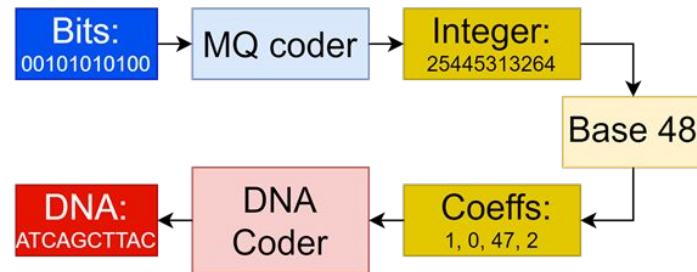 Bits:
00101010100
MQ coder
Integer:
25445313264
Base 48
DNA:
ATCAGCTTAC
DNA
Coder
Coeffs:
1, 0, 47, 2